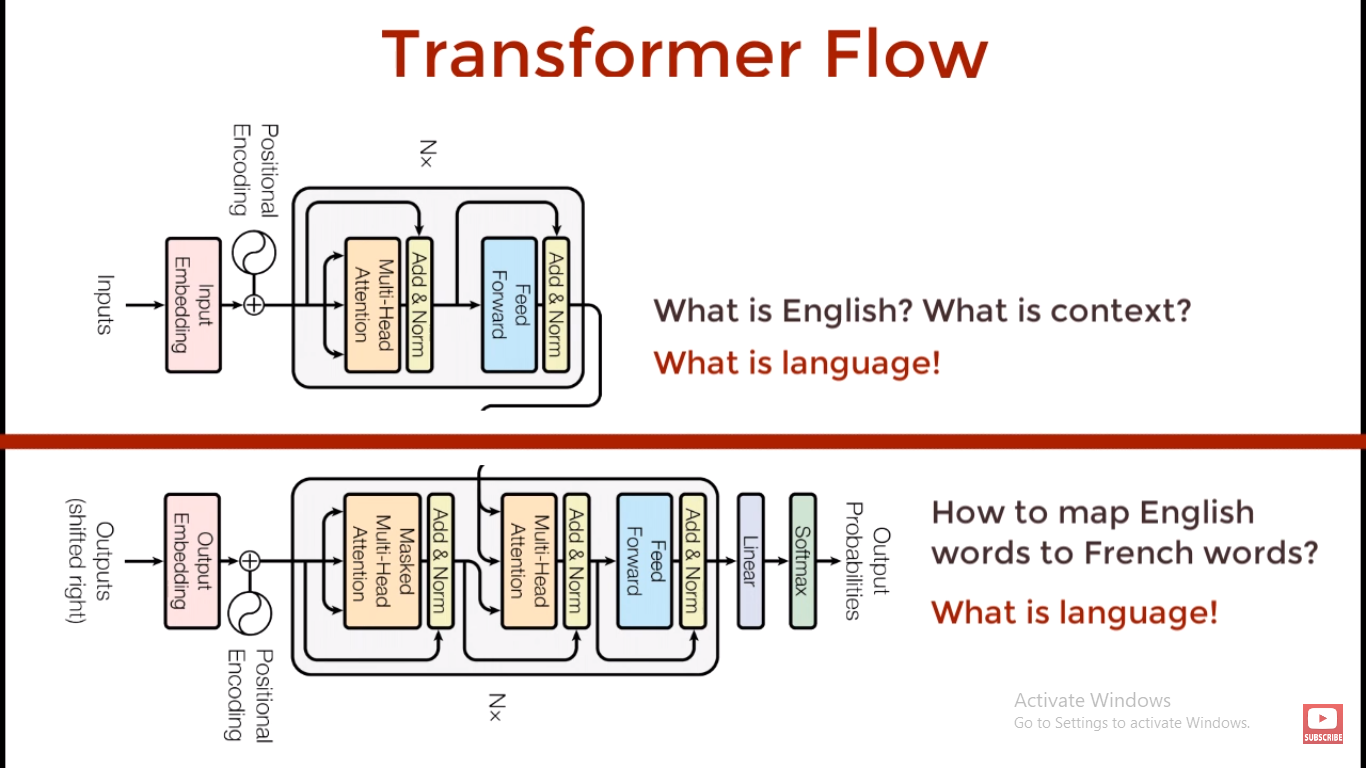 Transformer Flow
Positional
Encoding
Nx
Inputs
Input
Embedding
Multi-Head
Attention
Add & Norm
Feed
Forward
Add & Norm
What is English? What is context?
What is language!
Outputs
(shifted right)
Output
Embedding
Positional
Encoding
Masked
Multi-Head
Attention
Add & Norm
Multi-Head
Attention
Add & Norm
Feed
Forward
Add & Norm
Nx
Linear
Softmax
Output
Probabilities
How to map English
words to French words?
What is language!
Activate Windows
Go to Settings to activate Windows.
SUBSCRIBE